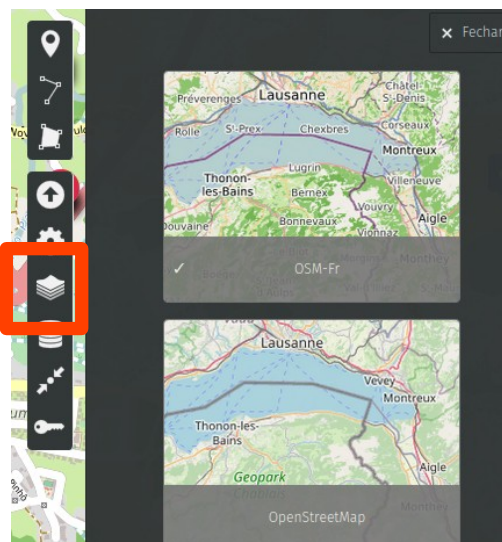 × Fechar
Châtel-
St-Denis
Lausanne
Préverenges
Corseaux
Rolle
St-Prex
Chexbres
Montreux
Lugrin
Villeneuve
Thonon-
les-Bains
Bernex
Vouvry
Aigle
Bonnevaux
Vionnaz
✓ OSM-Fr
Lausanne
Vevey
Montreux
Thonon-les-
Bains
Aigle
Geopark
Chablais
OpenStreetMap